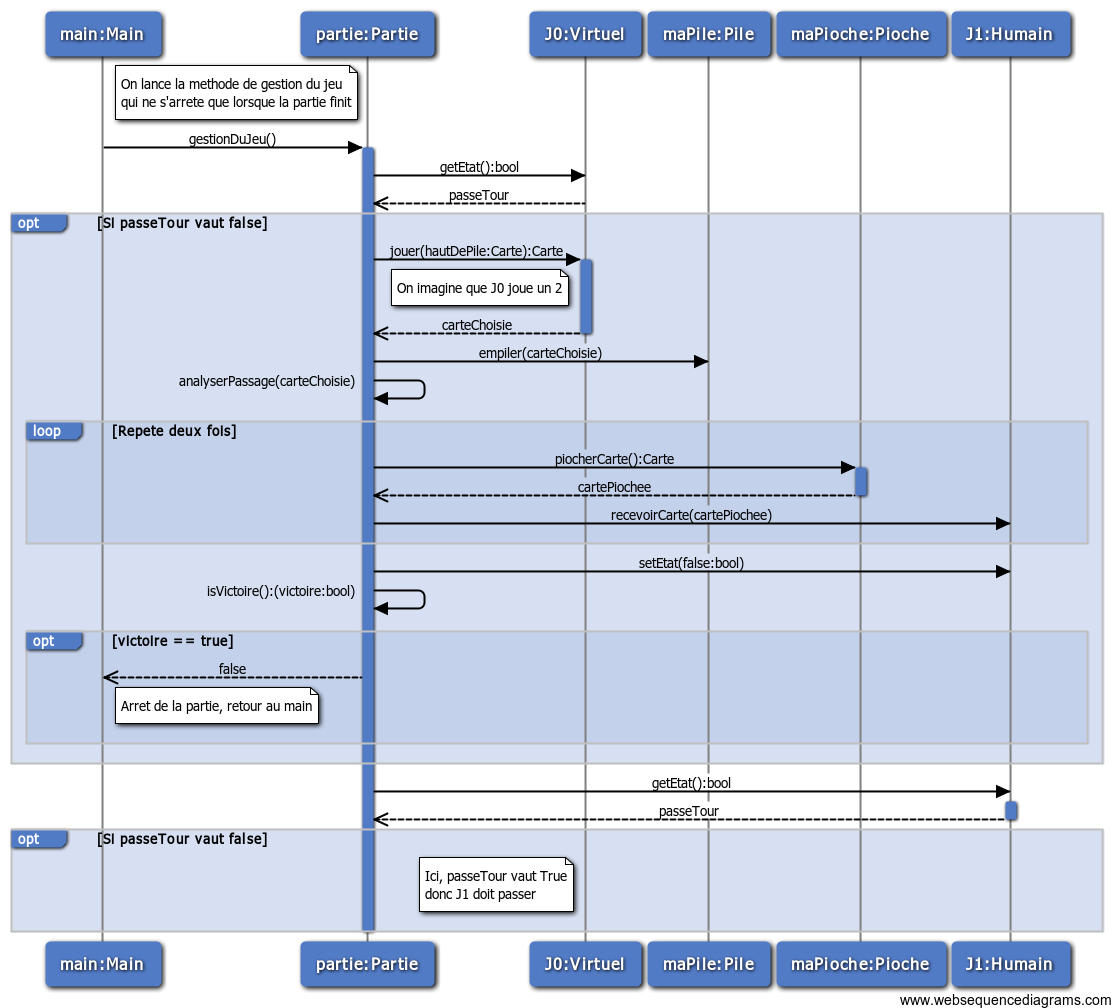 main:Main
partie:Partie
J0:Virtuel
maPile:Pile
maPioche:Pioche
J1:Humain
On lance la methode de gestion du jeu
qui ne s'arrete que lorsque la partie finit
gestionDuJeu()
getEtat():bool
passeTour
opt
[SI passeTour vaut false]
jouer(hautDePile:Carte):Carte
On imagine que J0 joue un 2
carteChoisie
empiler(carteChoisie)
analyserPassage(carteChoisie)
loop
[Repete deux fois]
piocherCarte():Carte
cartePiochee
recevoirCarte(cartePiochee)
setEtat(false:bool)
isVictoire():(victoire:bool)
opt
[victoire == true]
false
Arret de la partie, retour au main
getEtat():bool
passeTour
opt
[SI passeTour vaut false]
Ici, passeTour vaut True
donc J1 doit passer
main:Main
partie:Partie
J0:Virtuel
maPile:Pile
maPioche:Pioche
J1:Humain
www.websequencediagrams.com